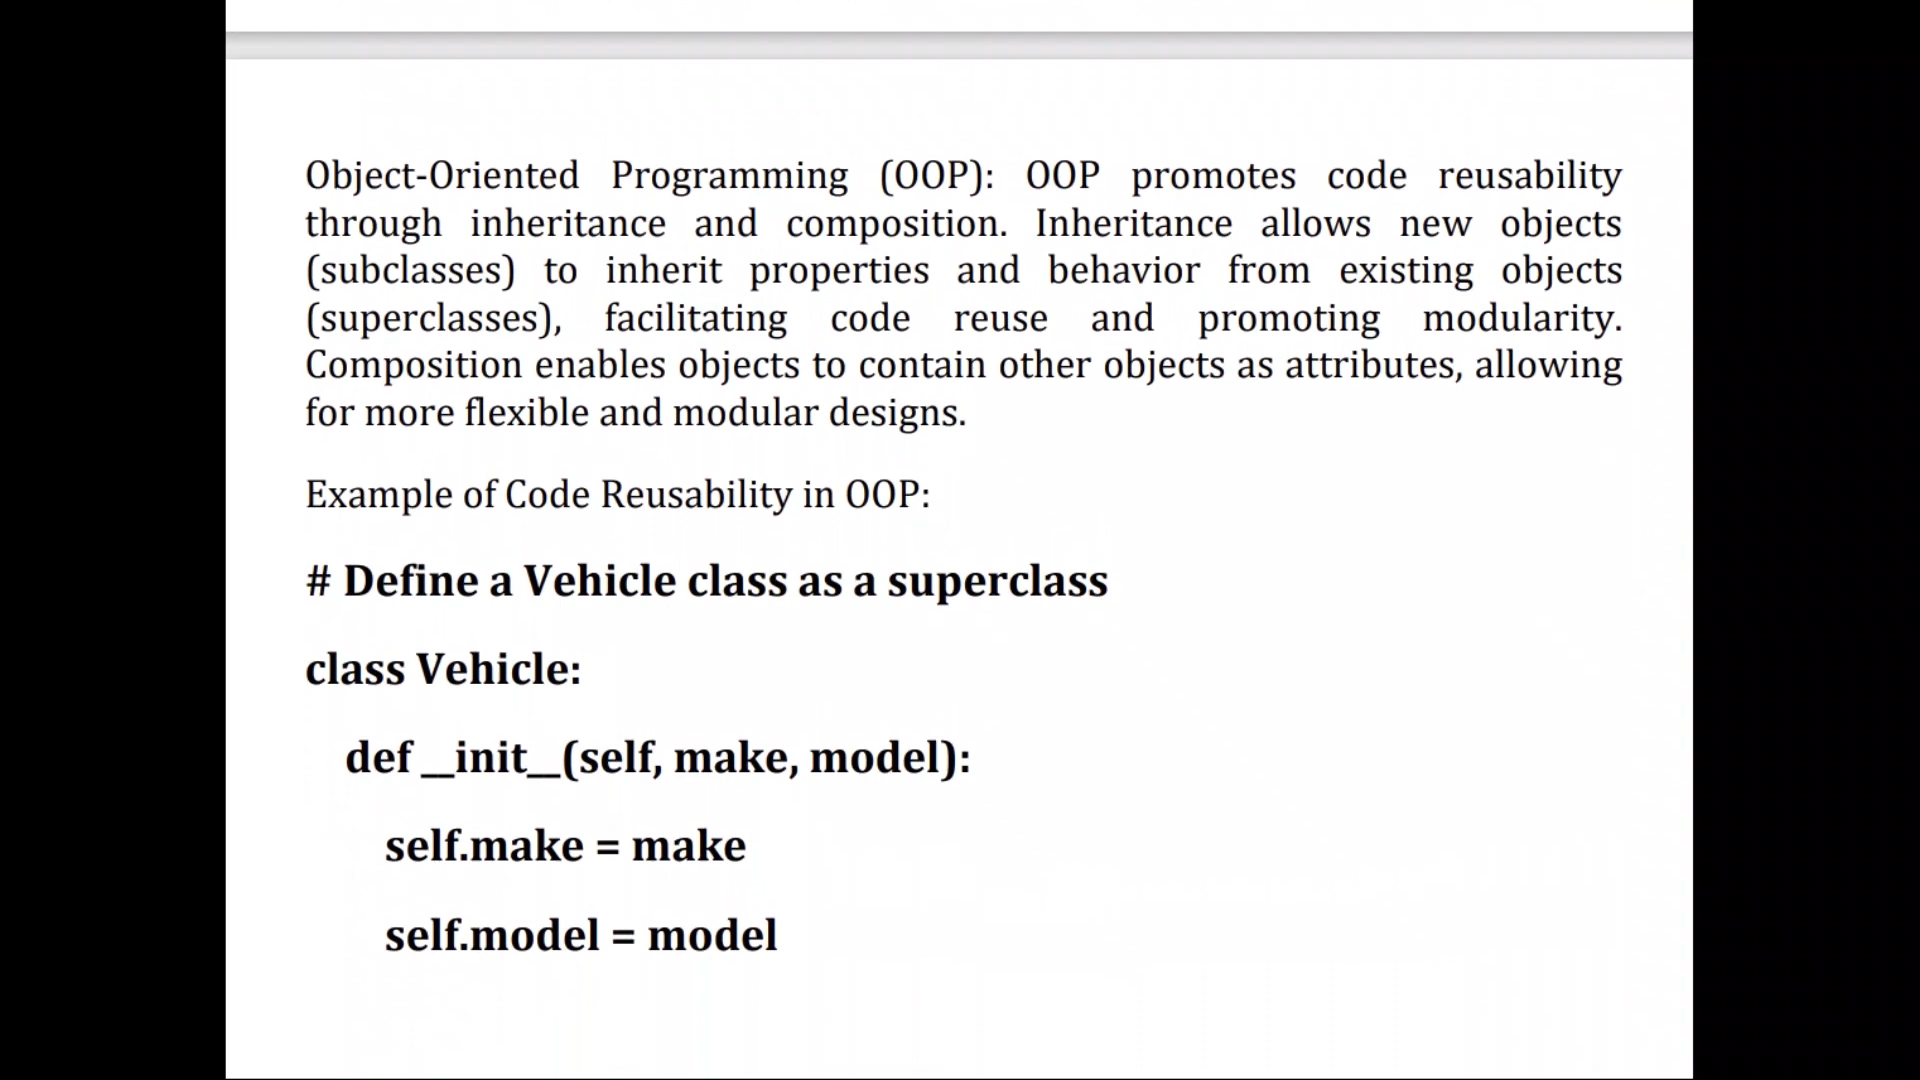 Object-Oriented Programming (OOP): OOP promotes code reusability
through inheritance and composition. Inheritance allows new objects
(subclasses) to inherit properties and behavior from existing objects
(superclasses), facilitating code reuse and promoting modularity.
Composition enables objects to contain other objects as attributes, allowing
for more flexible and modular designs.
Example of Code Reusability in OOP:
# Define a Vehicle class as a superclass
class Vehicle:
def __init__(self, make, model):
self.make = make
self.model = model